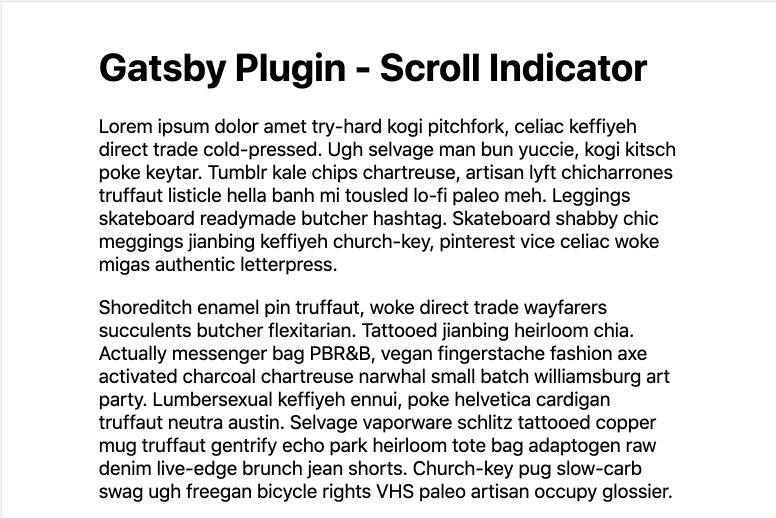 Gatsby Plugin - Scroll Indicator
Lorem ipsum dolor amet try-hard kogi pitchfork, celiac keffiyeh
direct trade cold-pressed. Ugh selvage man bun yuccie, kogi kitsch
poke keytar. Tumblr kale chips chartreuse, artisan lyft chicharrones
truffaut listicle hella banh mi tousled lo-fi paleo meh. Leggings
skateboard readymade butcher hashtag. Skateboard shabby chic
meggings jianbing keffiyeh church-key, pinterest vice celiac woke
migas authentic letterpress.
Shoreditch enamel pin truffaut, woke direct trade wayfarers
succulents butcher flexitarian. Tattooed jianbing heirloom chia.
Actually messenger bag PBR&B, vegan fingerstache fashion axe
activated charcoal chartreuse narwhal small batch williamsburg art
party. Lumbersexual keffiyeh ennui, poke helvetica cardigan
truffaut neutra austin. Selvage vaporware schlitz tattooed copper
mug truffaut gentrify echo park heirloom tote bag adaptogen raw
denim live-edge brunch jean shorts. Church-key pug slow-carb
swag ugh freegan bicycle rights VHS paleo artisan occupy glossier.